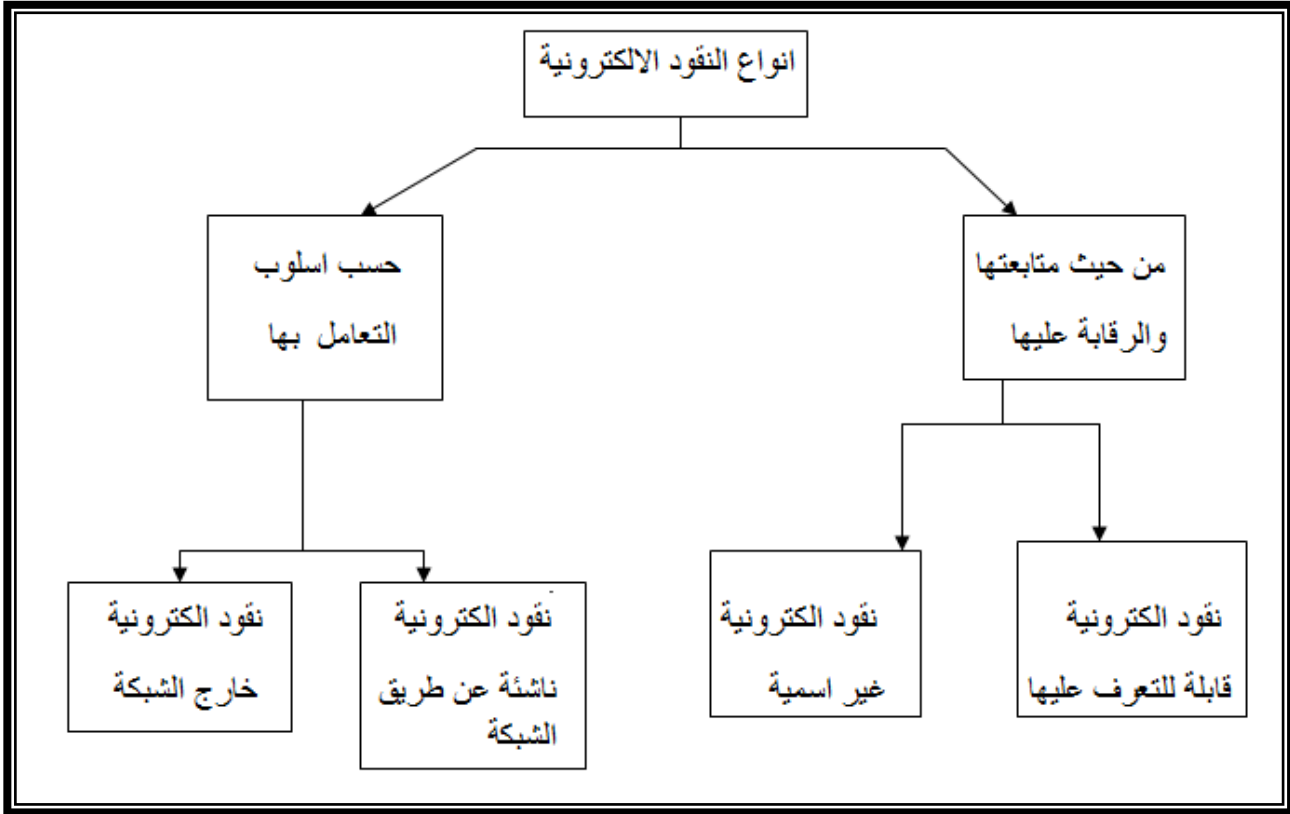 انواع النقود الالكترونية
من حيث متابعتها
والرقابة عليها
حسب اسلوب
التعامل بها
نقود الكترونية
قابلة للتعرف عليها
نقود الكترونية
غير اسمية
نقود الكترونية
ناشئة عن طريق
الشبكة
نقود الكترونية
خارج الشبكة